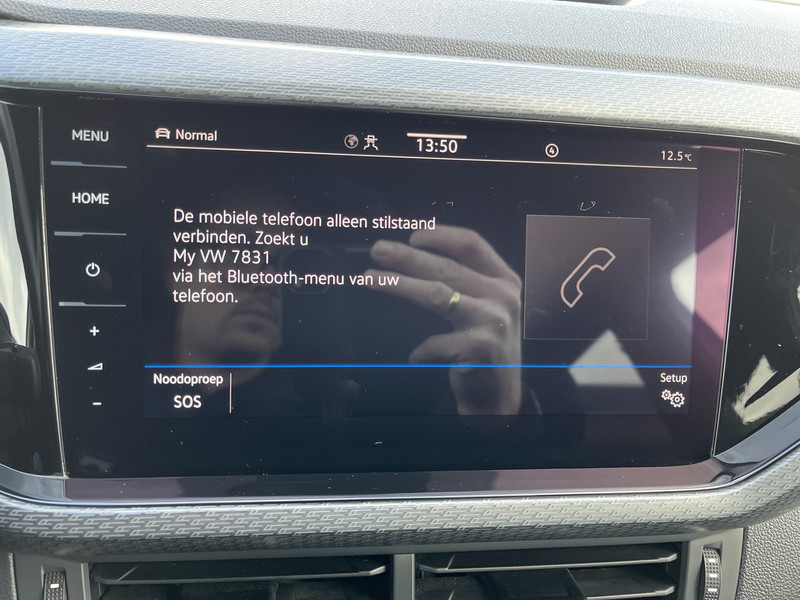 MENU
HOME
+
-
Normal
13:50
4
12.5°C
De mobiele telefoon alleen stilstaand
verbinden. Zoekt u
My VW 7831
via het Bluetooth-menu van uw
telefoon.
Noodoproep
SOS
Setup